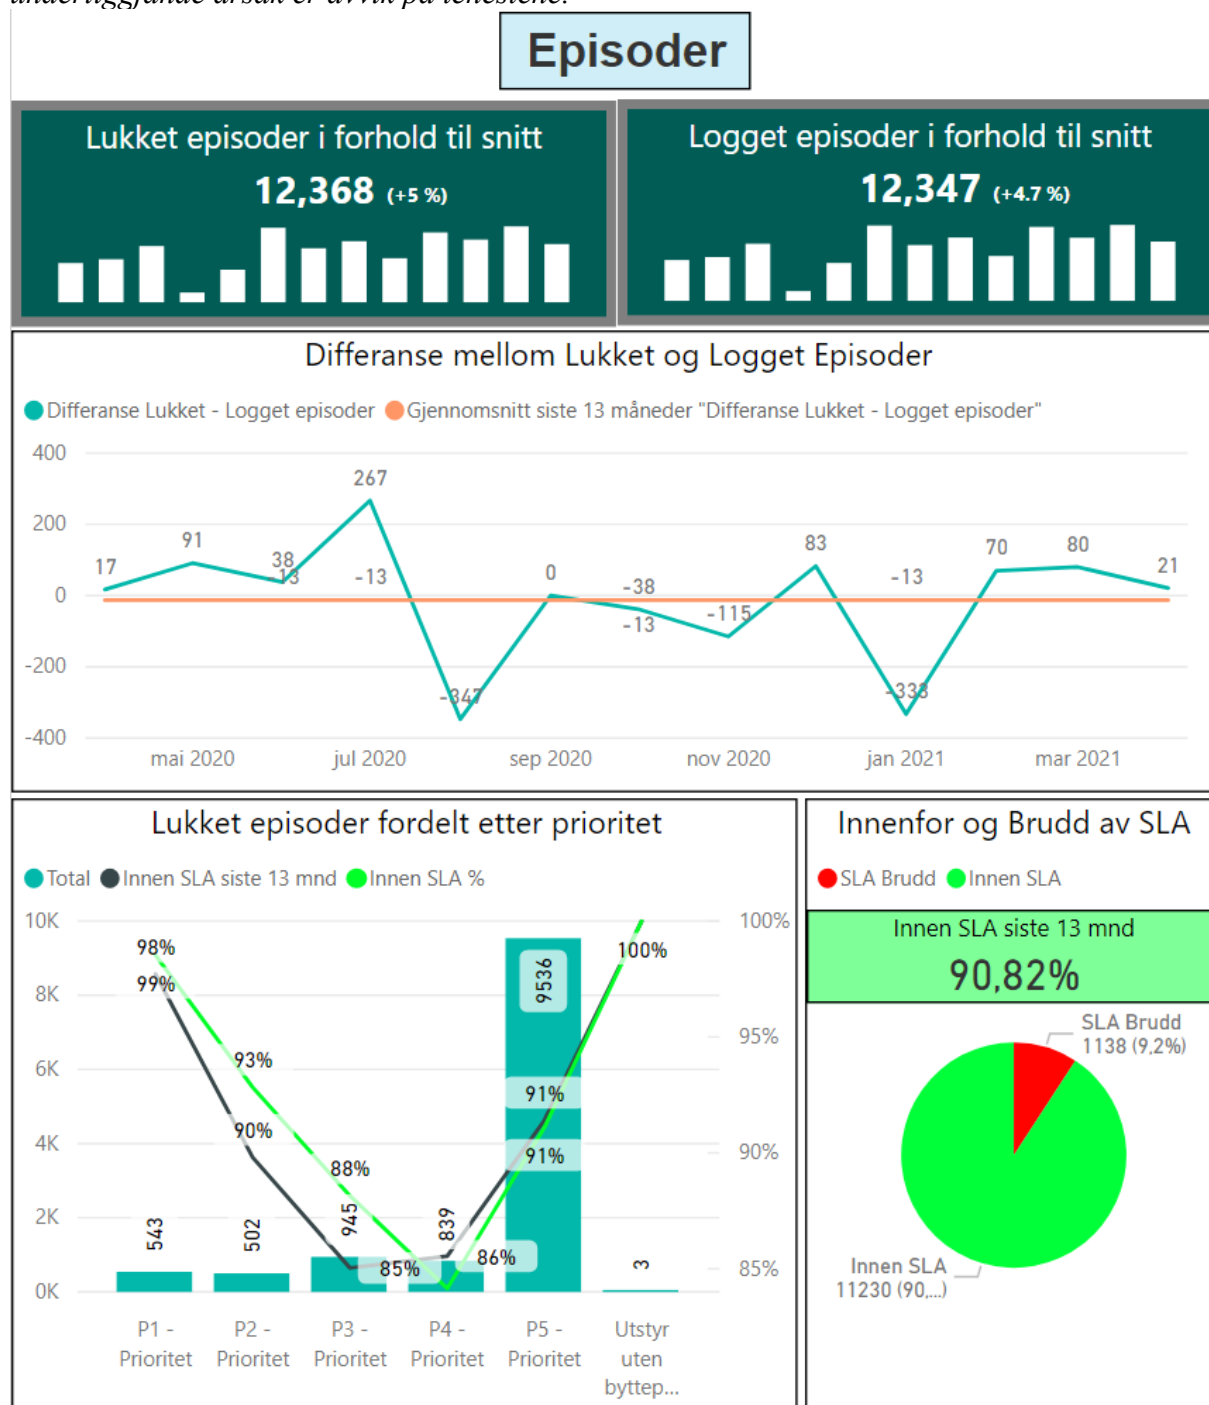 underliggjande årsak er avvik på tenestene.
Episoder
Lukket episoder i forhold til snitt
12,368 (+5 %)
Logget episoder i forhold til snitt
12,347 (+4.7 %)
Differanse mellom Lukket og Logget Episoder
Differanse Lukket - Logget episoder
Gjennomsnitt siste 13 måneder "Differanse Lukket - Logget episoder"
400
200
0
-200
-400
17
91
38
-13
267
-13
-347
0
-38
-13
-115
83
-13
-333
70
80
21
mai 2020
jul 2020
sep 2020
nov 2020
jan 2021
mar 2021
Lukket episoder fordelt etter prioritet
Total
Innen SLA siste 13 mnd
Innen SLA %
10K
8K
6K
4K
2K
0K
100%
95%
90%
85%
98%
99%
93%
90%
88%
85%
86%
91%
91%
100%
543
502
945
839
9536
3
P1 -
Prioritet
P2 -
Prioritet
P3 -
Prioritet
P4 -
Prioritet
P5 -
Prioritet
Utstyr
uten
byttep...
Innenfor og Brudd av SLA
SLA Brudd
Innen SLA
Innen SLA siste 13 mnd
90,82%
SLA Brudd
1138 (9,2%)
Innen SLA
11230 (90,...)